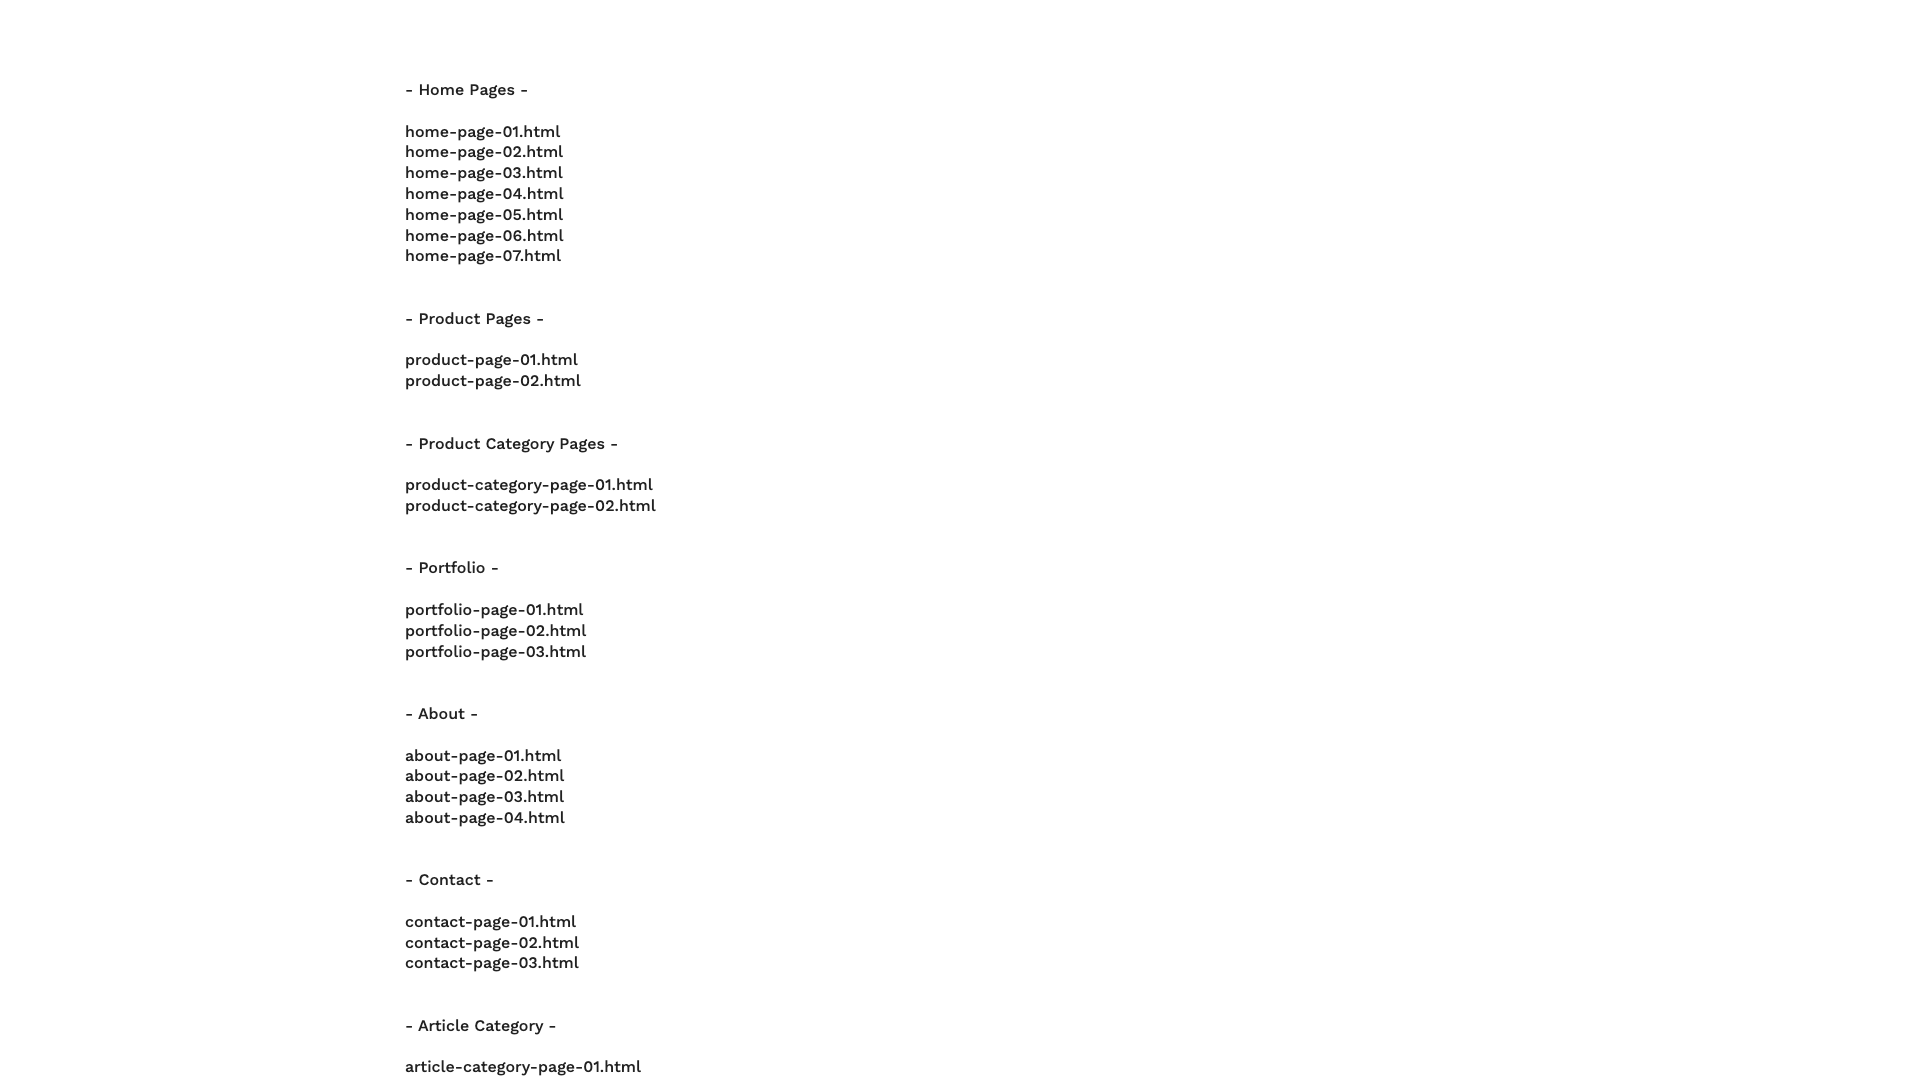 - Home Pages -
home-page-01.html
home-page-02.html
home-page-03.html
home-page-04.html
home-page-05.html
home-page-06.html
home-page-07.html
- Product Pages -
product-page-01.html
product-page-02.html
- Product Category Pages -
product-category-page-01.html
product-category-page-02.html
- Portfolio -
portfolio-page-01.html
portfolio-page-02.html
portfolio-page-03.html
- About -
about-page-01.html
about-page-02.html
about-page-03.html
about-page-04.html
- Contact -
contact-page-01.html
contact-page-02.html
contact-page-03.html
- Article Category -
article-category-page-01.html